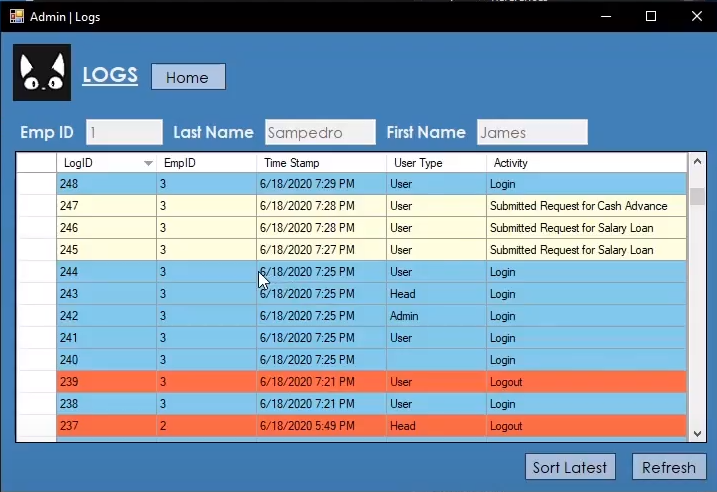 Admin | Logs
LOGS Home
Emp ID 1 Last Name Sampedro First Name James
LogID EmpID Time Stamp User Type Activity
248 3 6/18/2020 7:29 PM User Login
247 3 6/18/2020 7:28 PM User Submitted Request for Cash Advance
246 3 6/18/2020 7:28 PM User Submitted Request for Salary Loan
245 3 6/18/2020 7:27 PM User Submitted Request for Salary Loan
244 3 6/18/2020 7:25 PM User Login
243 3 6/18/2020 7:25 PM Head Login
242 3 6/18/2020 7:25 PM Admin Login
241 3 6/18/2020 7:25 PM User Login
240 3 6/18/2020 7:25 PM Login
239 3 6/18/2020 7:21 PM User Logout
238 3 6/18/2020 7:21 PM User Login
237 2 6/18/2020 5:49 PM Head Logout
Sort Latest Refresh